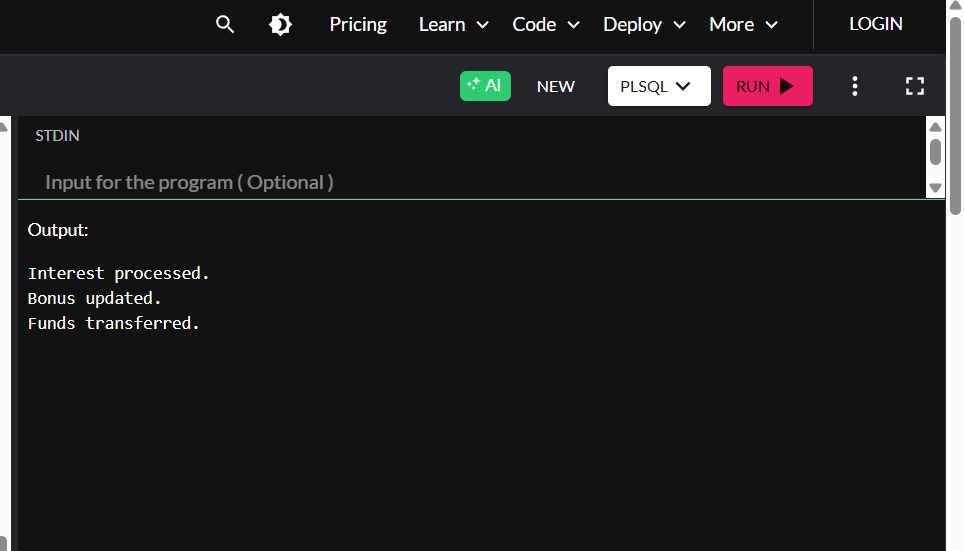 Pricing Learn Code Deploy More LOGIN
AI NEW PLSQL RUN
STDIN
Input for the program ( Optional )
Output:
Interest processed.
Bonus updated.
Funds transferred.